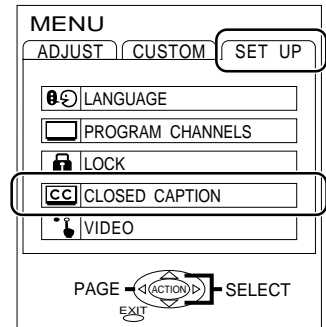 MENU
ADJUST CUSTOM SET UP
LANGUAGE
PROGRAM CHANNELS
LOCK
CC CLOSED CAPTION
VIDEO
PAGE ACTION SELECT
EXIT